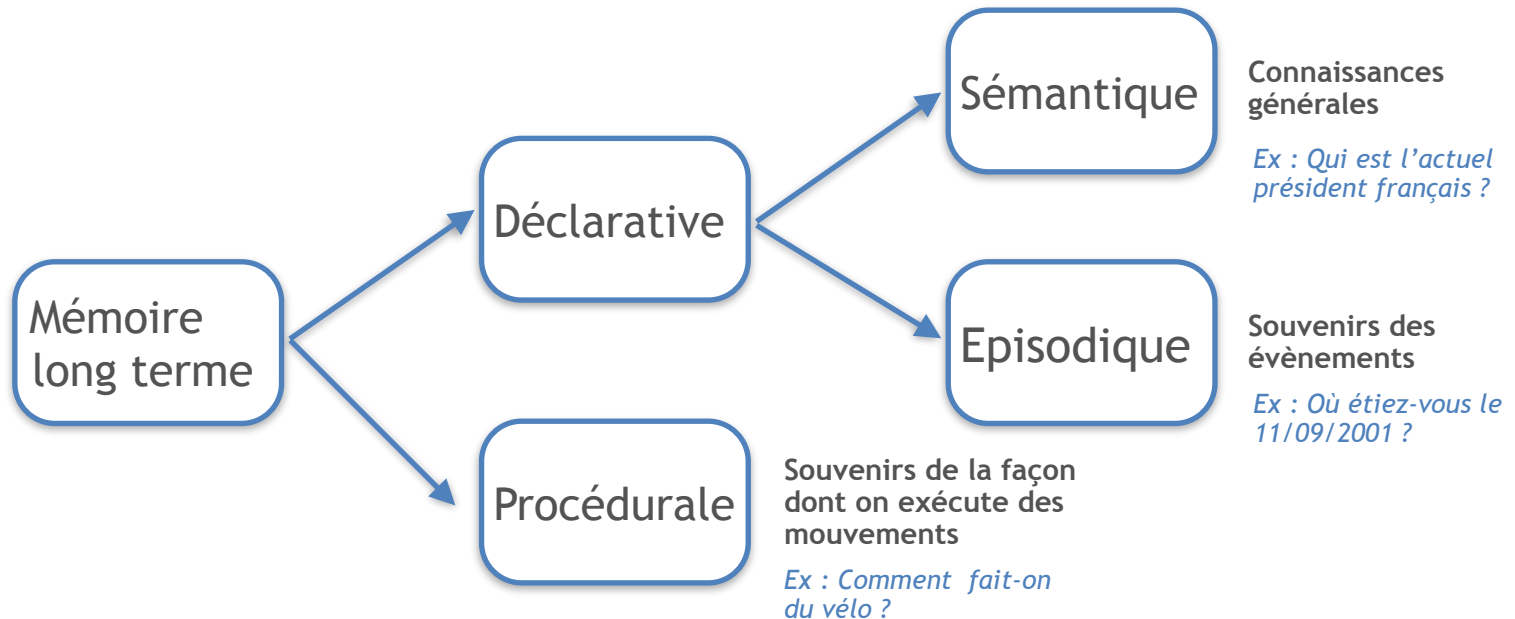 Mémoire
long terme
Déclarative
Procédurale
Souvenirs de la façon
dont on exécute des
mouvements
Ex : Comment  fait-on
du vélo ?
Sémantique
Connaissances
générales
Ex : Qui est l’actuel
président français ?
Episodique
Souvenirs des
évènements
Ex : Où étiez-vous le
11/09/2001 ?